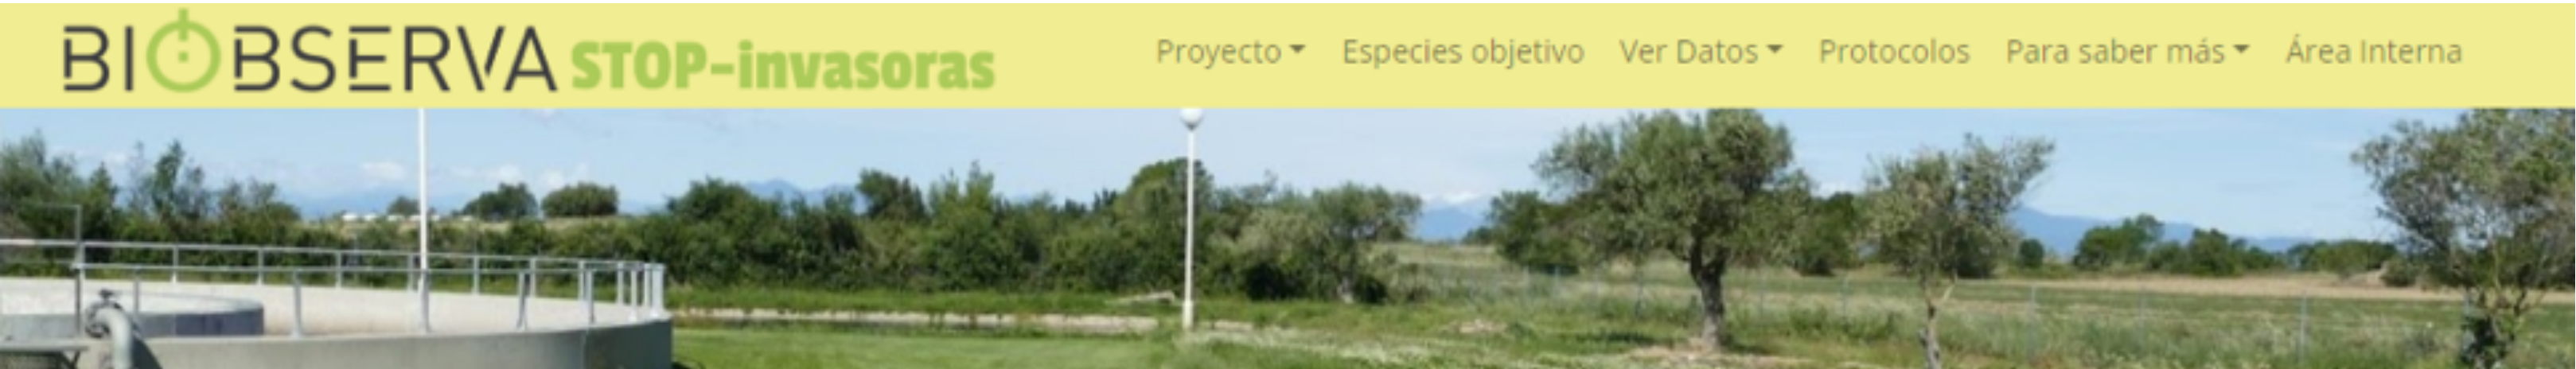 BIOBSERVA STOP-invasoras Proyecto Especies objetivo Ver Datos Protocolos Para saber más Área Interna